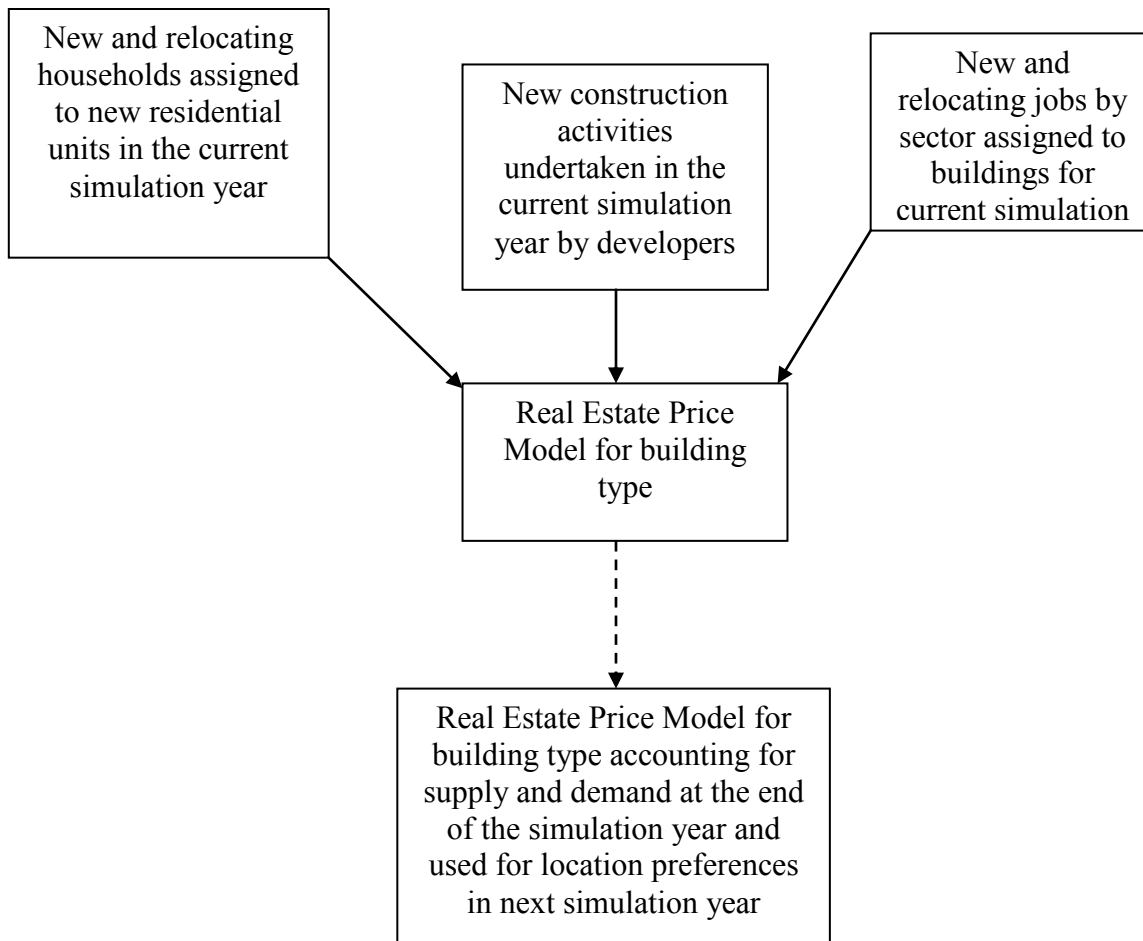 New and relocating
households assigned
to new residential
units in the current
simulation year
New construction
activities
undertaken in the
current simulation
year by developers
New and
relocating jobs by
sector assigned to
buildings for
current simulation
Real Estate Price
Model for building
type
Real Estate Price Model for
building type accounting for
supply and demand at the end
of the simulation year and
used for location preferences
in next simulation year